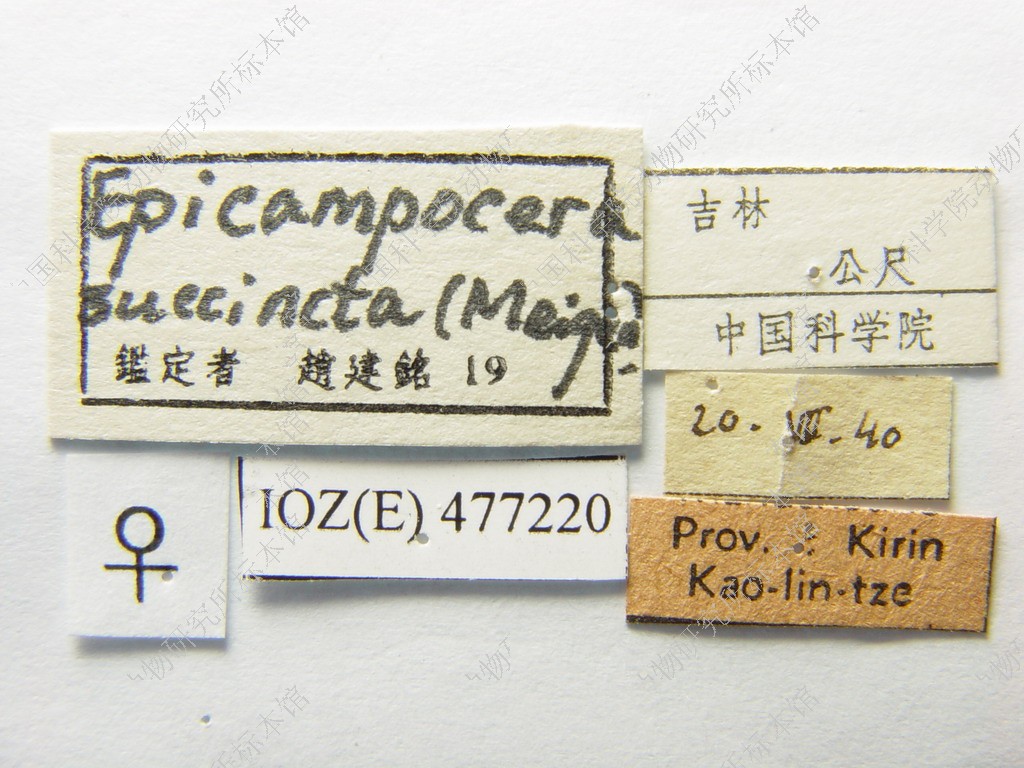 Epicampocera
succincta (Meig.)
鑑定者 趙建銘 19
吉林
公尺
中国科学院
20. VII. 40
♀
IOZ(E) 477220
Prov. : Kirin
Kao-lin-tze